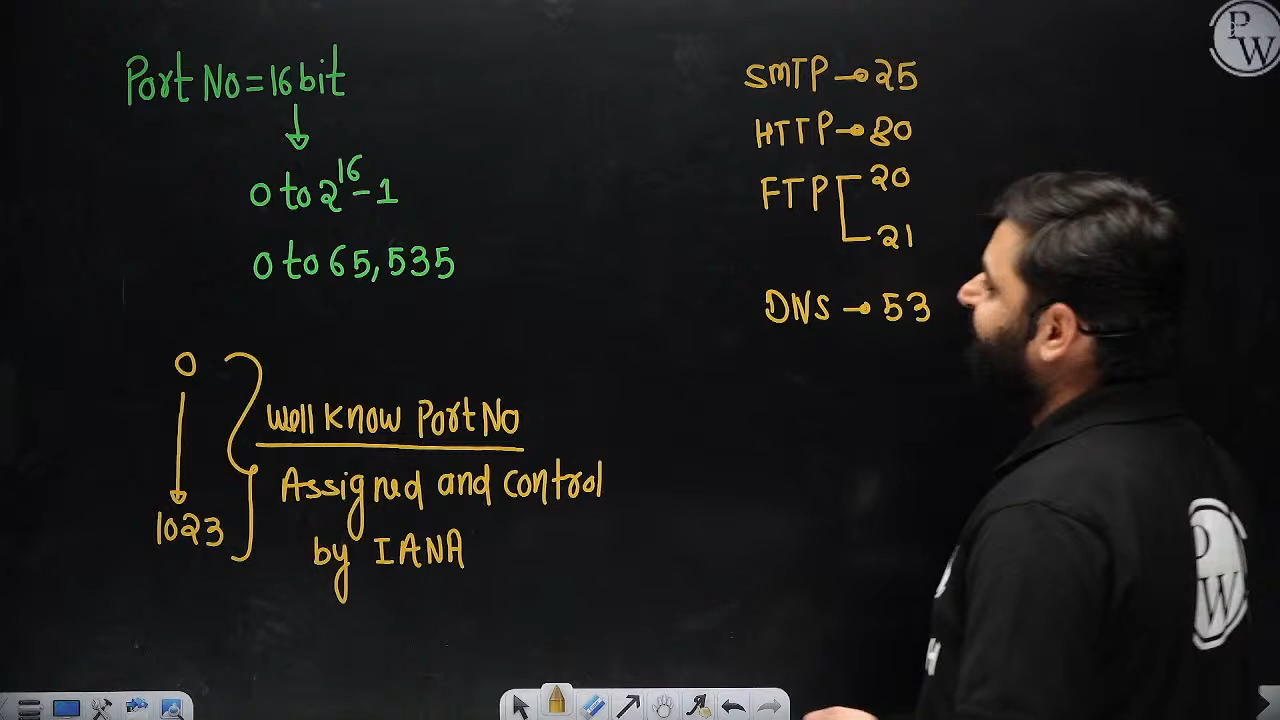 Port No = 16 bit
0 to 2^16 - 1
0 to 65,535
0
1023
Well know Port No
Assigned and control
by IANA
SMTP → 25
HTTP → 80
FTP 20
21
DNS → 53
P
W
P
W
H